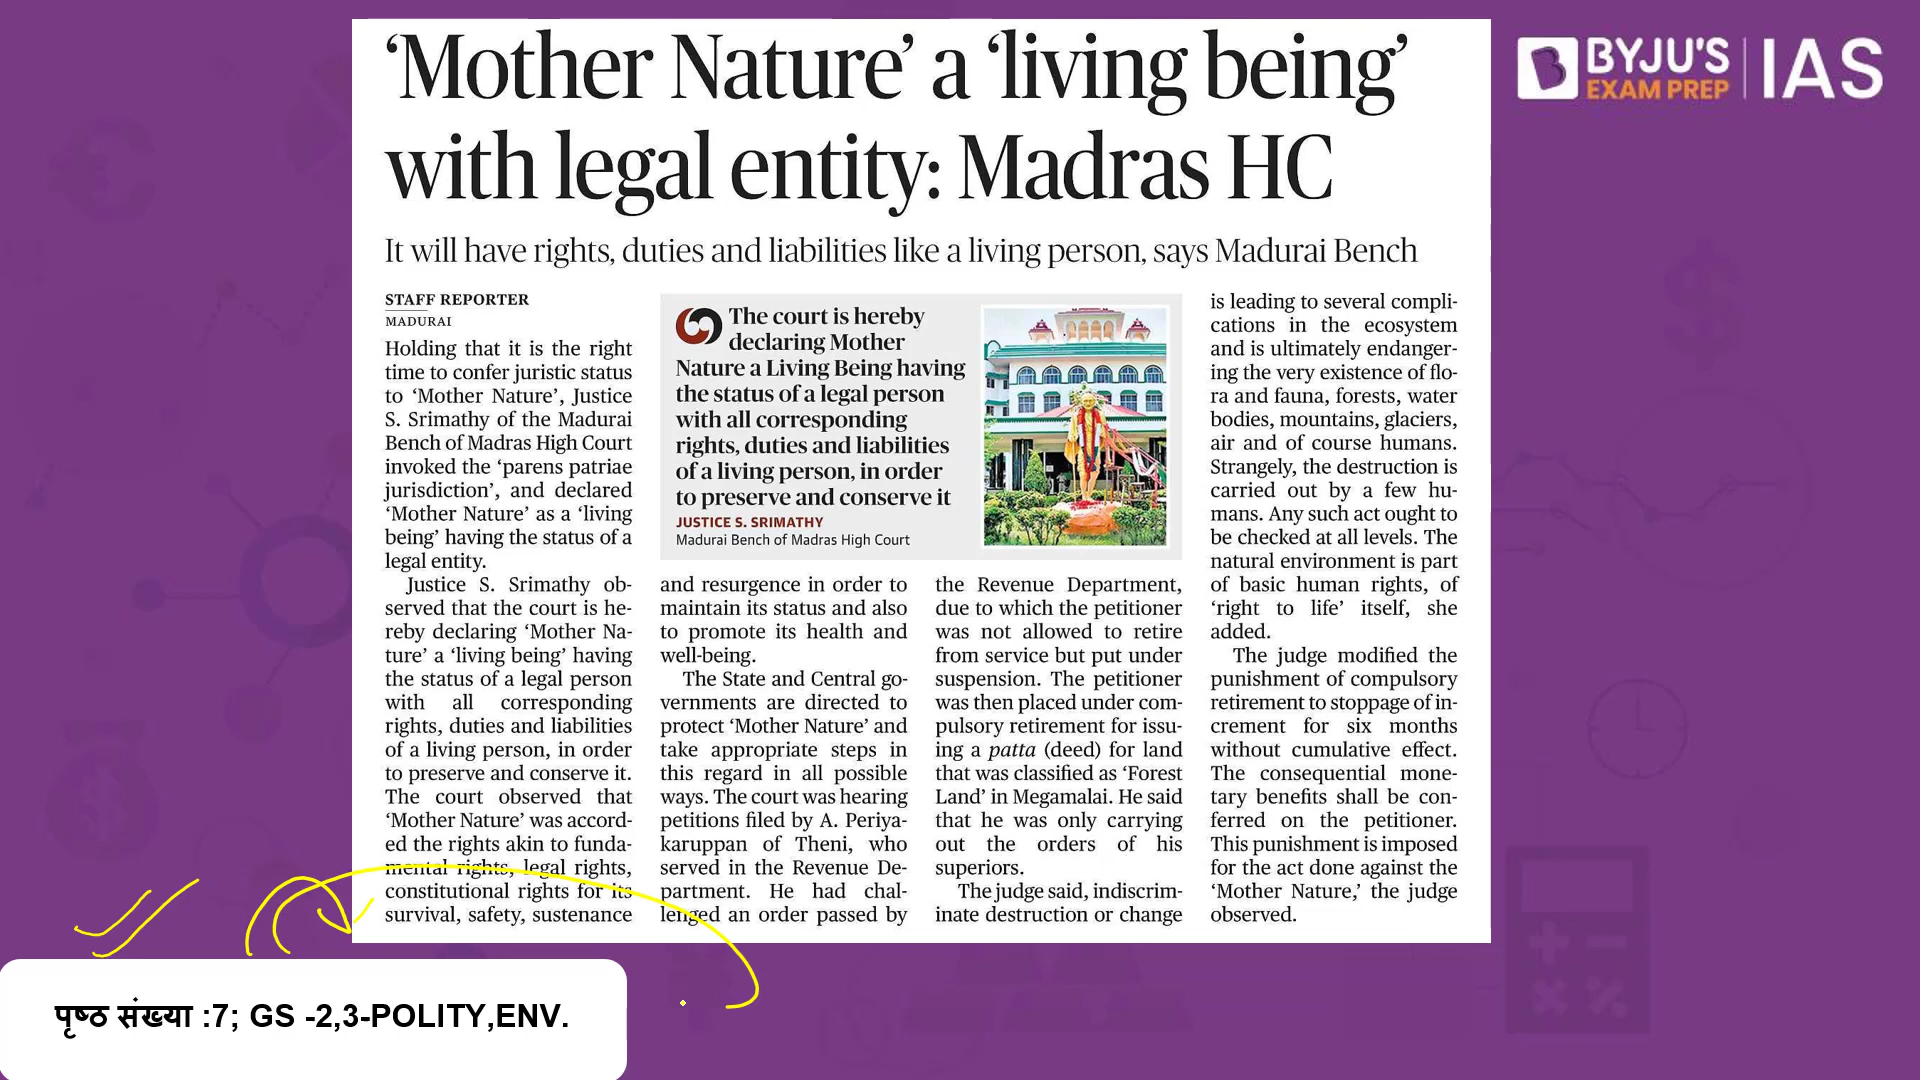 ‘Mother Nature’ a ‘living being’
with legal entity: Madras HC
It will have rights, duties and liabilities like a living person, says Madurai Bench
STAFF REPORTER
MADURAI
Holding that it is the right
time to confer juristic status
to ‘Mother Nature’, Justice
S. Srimathy of the Madurai
Bench of Madras High Court
invoked the ‘parens patriae
jurisdiction’, and declared
‘Mother Nature’ as a ‘living
being’ having the status of a
legal entity.
Justice S. Srimathy ob-
served that the court is he-
reby declaring ‘Mother Na-
ture’ a ‘living being’ having
the status of a legal person
with all corresponding
rights, duties and liabilities
of a living person, in order
to preserve and conserve it.
The court observed that
‘Mother Nature’ was accord-
ed the rights akin to funda-
mental rights, legal rights,
constitutional rights for its
survival, safety, sustenance
The court is hereby
declaring Mother
Nature a Living Being having
the status of a legal person
with all corresponding
rights, duties and liabilities
of a living person, in order
to preserve and conserve it
JUSTICE S. SRIMATHY
Madurai Bench of Madras High Court
and resurgence in order to
maintain its status and also
to promote its health and
well-being.
The State and Central go-
vernments are directed to
protect ‘Mother Nature’ and
take appropriate steps in
this regard in all possible
ways. The court was hearing
petitions filed by A. Periya-
karuppan of Theni, who
served in the Revenue De-
partment. He had chal-
lenged an order passed by
the Revenue Department,
due to which the petitioner
was not allowed to retire
from service but put under
suspension. The petitioner
was then placed under com-
pulsory retirement for issu-
ing a patta (deed) for land
that was classified as ‘Forest
Land’ in Megamalai. He said
that he was only carrying
out the orders of his
superiors.
The judge said, indiscrim-
inate destruction or change
is leading to several compli-
cations in the ecosystem
and is ultimately endanger-
ing the very existence of flo-
ra and fauna, forests, water
bodies, mountains, glaciers,
air and of course humans.
Strangely, the destruction is
carried out by a few hu-
mans. Any such act ought to
be checked at all levels. The
natural environment is part
of basic human rights, of
‘right to life’ itself, she
added.
The judge modified the
punishment of compulsory
retirement to stoppage of in-
crement for six months
without cumulative effect.
The consequential mone-
tary benefits shall be con-
ferred on the petitioner.
This punishment is imposed
for the act done against the
‘Mother Nature,’ the judge
observed.
BYJU'S
EXAM PREP
IAS
पृष्ठ संख्या :7; GS -2,3-POLITY,ENV.